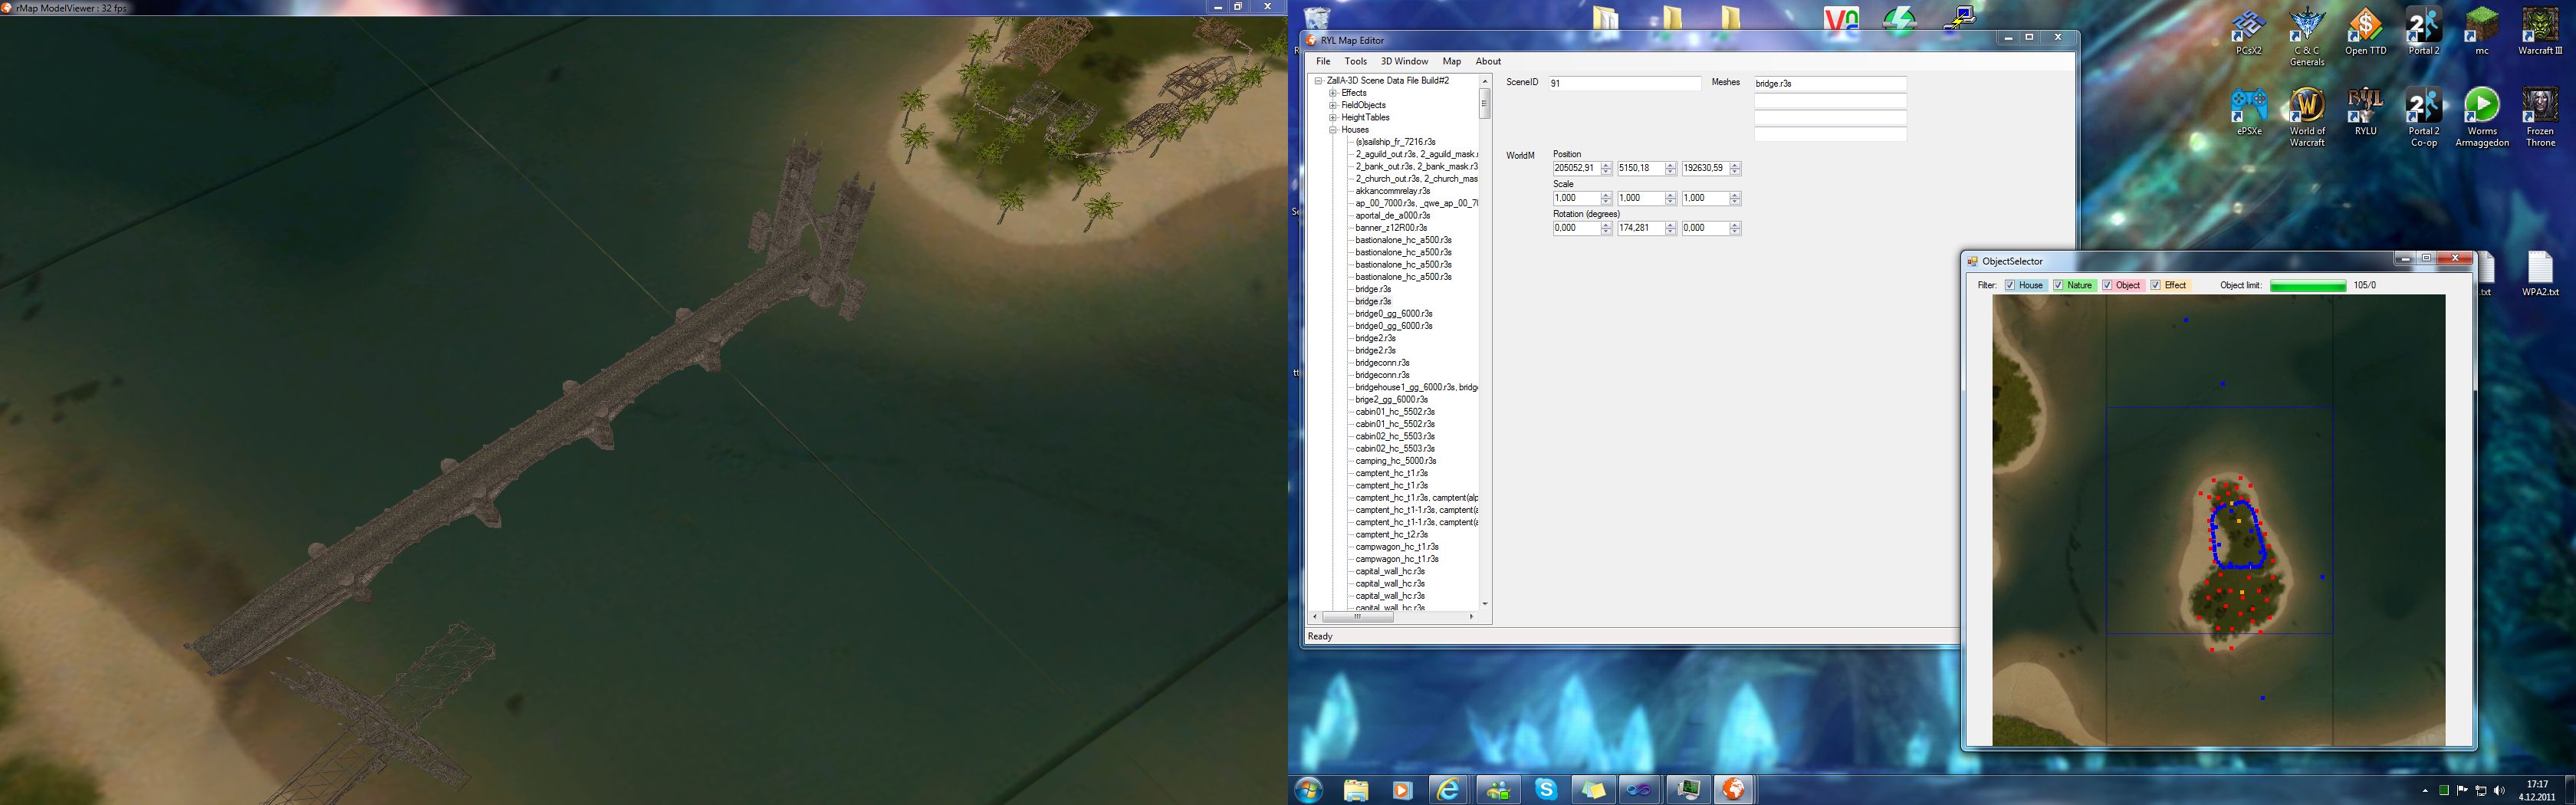 rMap ModelViewer : 32 fps
RYL Map Editor
File Tools 3D Window Map About
ZallA-3D Scene Data File Build#2
Effects
FieldObjects
HeightTables
Houses
(s)sailship_fr_7216.r3s
2_aguild_out.r3s, 2_aguild_mask.r
2_bank_out.r3s, 2_bank_mask.r3
2_church_out.r3s, 2_church_mas
akkancommrelay.r3s
ap_00_7000.r3s, _qwe_ap_00_70
aportal_de_a000.r3s
banner_z12R00.r3s
bastionalone_hc_a500.r3s
bastionalone_hc_a500.r3s
bastionalone_hc_a500.r3s
bastionalone_hc_a500.r3s
bridge.r3s
bridge.r3s
bridge0_gg_6000.r3s
bridge0_gg_6000.r3s
bridge2.r3s
bridge2.r3s
bridgeconn.r3s
bridgeconn.r3s
bridgehouse1_gg_6000.r3s, bridge
brige2_gg_6000.r3s
cabin01_hc_5502.r3s
cabin01_hc_5502.r3s
cabin02_hc_5503.r3s
cabin02_hc_5503.r3s
camping_hc_5000.r3s
camptent_hc_t1.r3s
camptent_hc_t1.r3s
camptent_hc_t1.r3s, camptent(alp
camptent_hc_t1-1.r3s, camptent(a
camptent_hc_t1-1.r3s, camptent(a
camptent_hc_t2.r3s
campwagon_hc_t1.r3s
campwagon_hc_t1.r3s
capital_wall_hc.r3s
capital_wall_hc.r3s
capital_wall_hc.r3s
capital_wall_hc.r3s
Ready
SceneID 91 Meshes bridge.r3s
WorldM Position
205052,91 5150,18 192630,59
Scale
1,000 1,000 1,000
Rotation (degrees)
0,000 174,281 0,000
ObjectSelector
Filter: House Nature Object Effect Object limit: 105/0
PCsX2
C & C Generals
Open TTD
Portal 2
mc
Warcraft III
ePSXe
World of Warcraft
RYLU
Portal 2 Co-op
Worms Armaggedon
Frozen Throne
.txt
WPA2.txt
17:17
4.12.2011